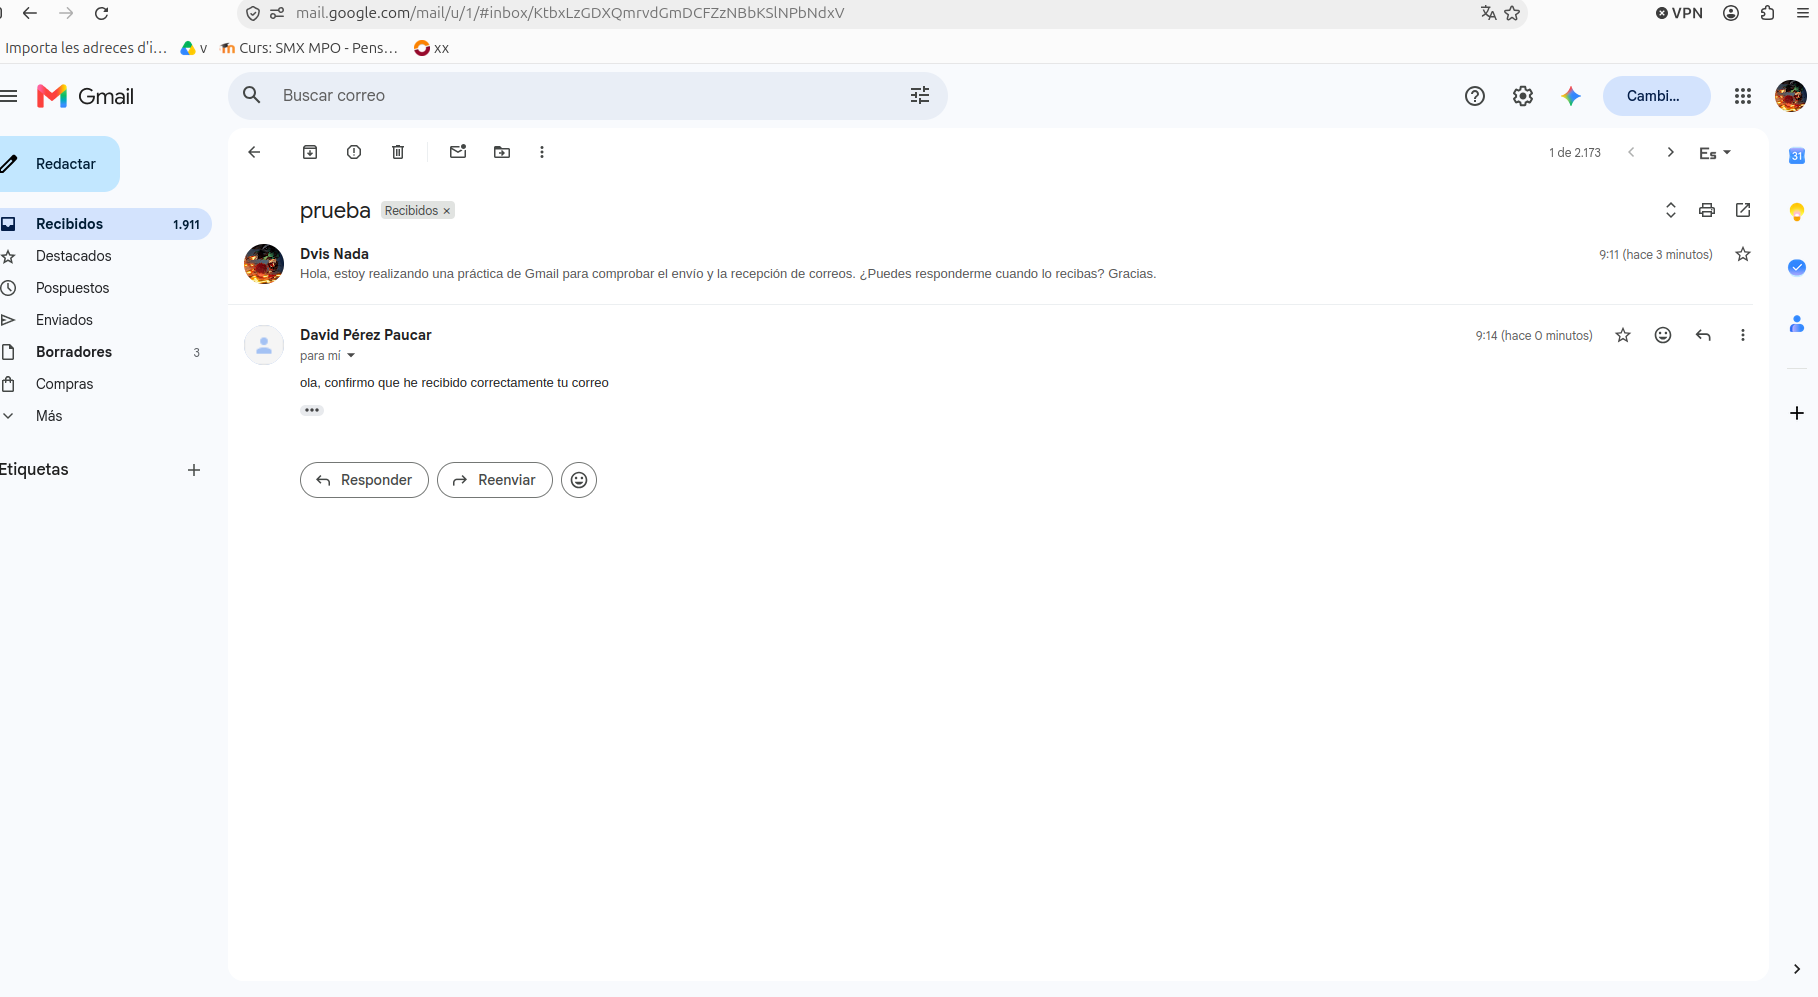 mail.google.com/mail/u/1/#inbox/KtbxLzGDXQmrvdGmDCFZzNBbKSlNPbNdxV
VPN
Importa les adreces d'i…
v
Curs: SMX MPO - Pens…
xx
Gmail
Buscar correo
Cambi...
Redactar
1 de 2.173
Es
31
prueba
Recibidos ×
Recibidos 1.911
Destacados
Pospuestos
Enviados
Borradores 3
Compras
Más
Etiquetas
Dvis Nada
9:11 (hace 3 minutos)
Hola, estoy realizando una práctica de Gmail para comprobar el envío y la recepción de correos. ¿Puedes responderme cuando lo recibas? Gracias.
David Pérez Paucar
9:14 (hace 0 minutos)
para mí
ola, confirmo que he recibido correctamente tu correo
Responder
Reenviar